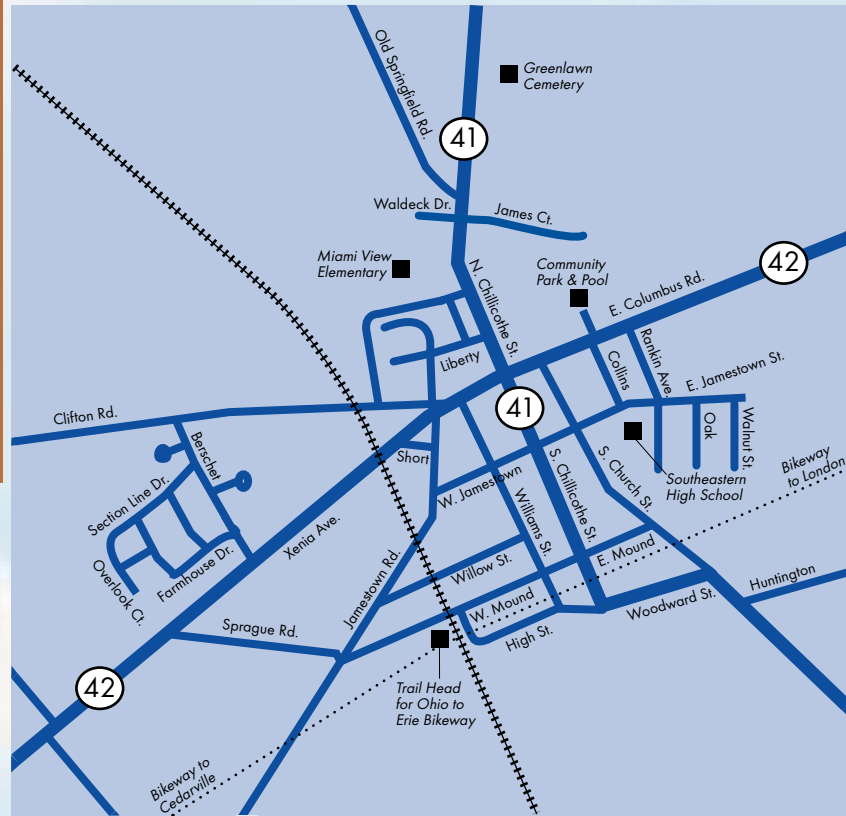 Old Springfield Rd.
Greenlawn
Cemetery
41
Waldeck Dr.
James Ct.
Miami View
Elementary
Community
Park & Pool
42
E. Columbus Rd.
N. Chillicothe St.
Liberty
Collins
Rankin Ave.
E. Jamestown St.
41
Clifton Rd.
Berschet
Short
W. Jamestown
S. Chillicothe St.
S. Church St.
Oak
Walnut St.
Southeastern
High School
Bikeway
to London
Section Line Dr.
Xenia Ave.
Williams St.
Overlook Ct.
Farmhouse Dr.
Jamestown Rd.
Willow St.
E. Mound
W. Mound
Woodward St.
Huntington
Sprague Rd.
High St.
42
Trail Head
for Ohio to
Erie Bikeway
Bikeway to
Cedarville